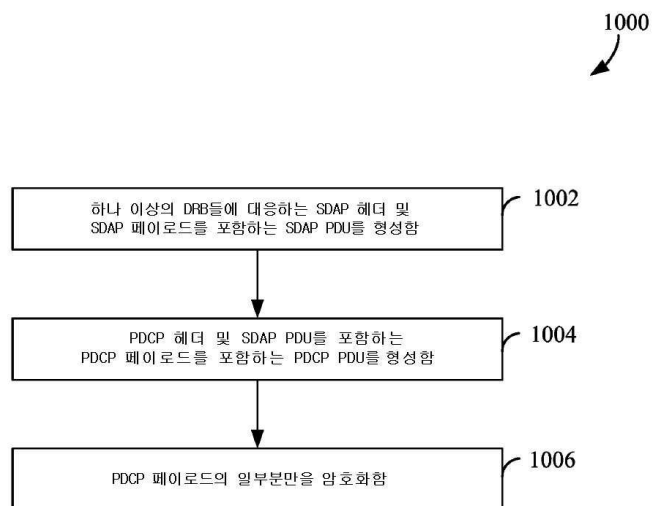 1000
하나 이상의 DRB들에 대응하는 SDAP 헤더 및
SDAP 페이로드를 포함하는 SDAP PDU를 형성함
1002
PDCP 헤더 및 SDAP PDU를 포함하는
PDCP 페이로드를 포함하는 PDCP PDU를 형성함
1004
PDCP 페이로드의 일부분만을 암호화함
1006